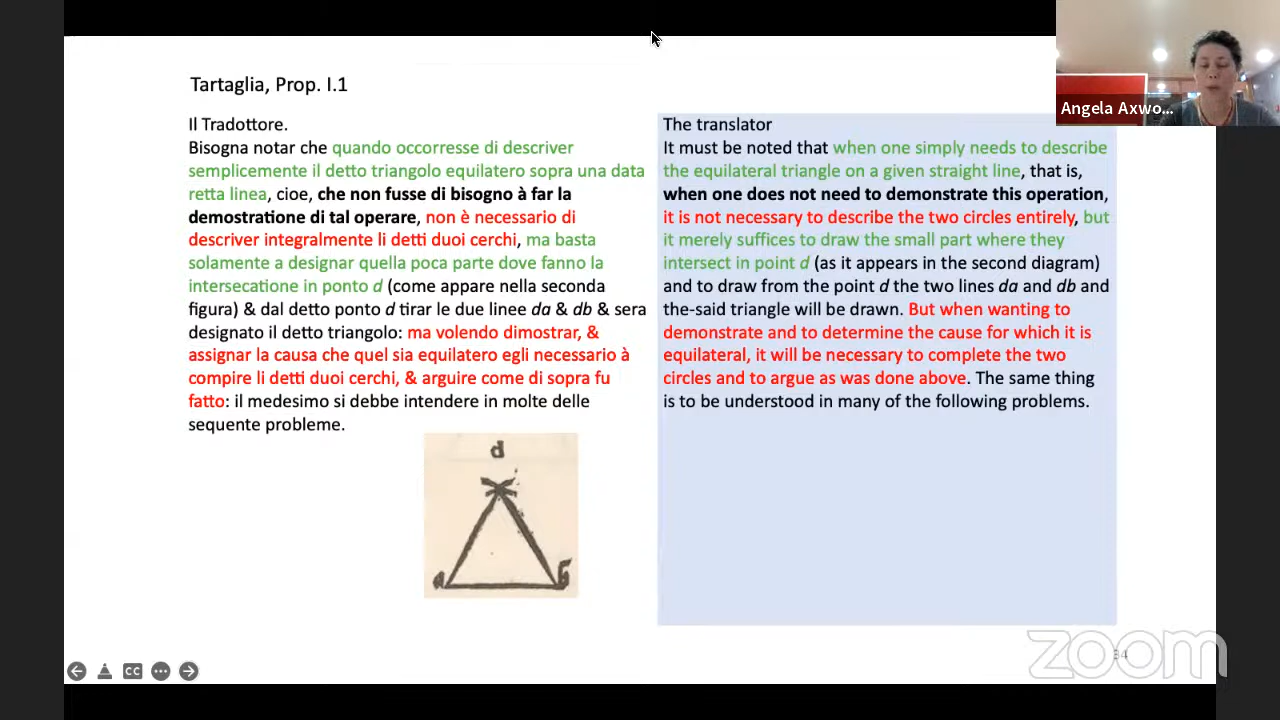 Tartaglia, Prop. I.1
Il Tradottore.
Bisogna notar che quando occorresse di descriver
semplicemente il detto triangolo equilatero sopra una data
retta linea, cioe, che non fusse di bisogno à far la
demostratione di tal operare, non è necessario di
descriver integralmente li detti duoi cerchi, ma basta
solamente a designar quella poca parte dove fanno la
intersecatione in ponto d (come appare nella seconda
figura) & dal detto ponto d tirar le due linee da & db & sera
designato il detto triangolo: ma volendo dimostrar, &
assignar la causa che quel sia equilatero egli necessario à
compire li detti duoi cerchi, & arguire come di sopra fu
fatto: il medesimo si debbe intendere in molte delle
sequente probleme.
d
a
b
The translator
It must be noted that when one simply needs to describe
the equilateral triangle on a given straight line, that is,
when one does not need to demonstrate this operation,
it is not necessary to describe the two circles entirely, but
it merely suffices to draw the small part where they
intersect in point d (as it appears in the second diagram)
and to draw from the point d the two lines da and db and
the-said triangle will be drawn. But when wanting to
demonstrate and to determine the cause for which it is
equilateral, it will be necessary to complete the two
circles and to argue as was done above. The same thing
is to be understood in many of the following problems.
Angela Axwo...
CC
zoom
34